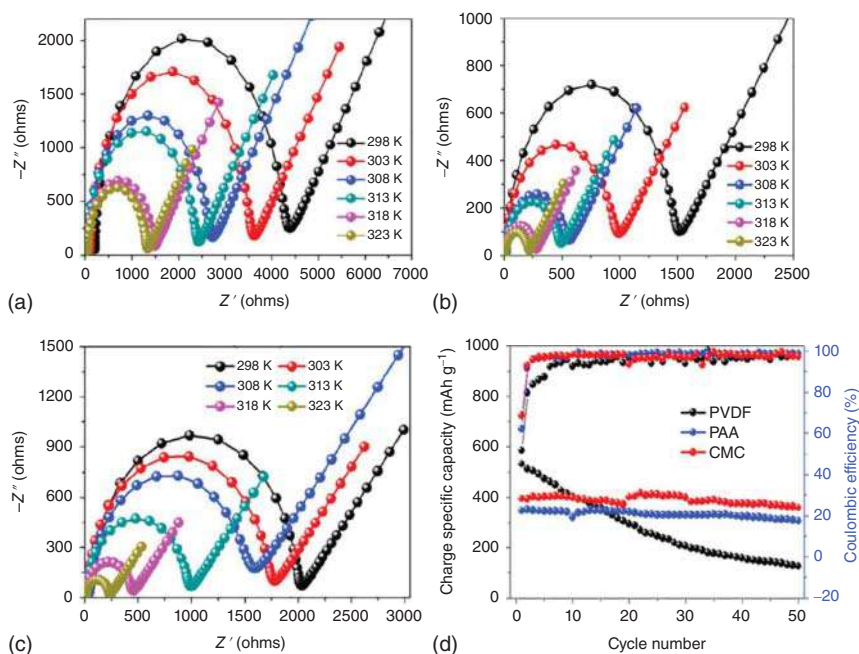 2000
1500
1000
500
0
–Z″ (ohms)
298 K
303 K
308 K
313 K
318 K
323 K
0 1000 2000 3000 4000 5000 6000 7000
Z′ (ohms)
(a)
1000
800
600
400
200
0
–Z″ (ohms)
298 K
303 K
308 K
313 K
318 K
323 K
0 500 1000 1500 2000 2500
Z′ (ohms)
(b)
1500
1200
900
600
300
0
–Z″ (ohms)
298 K 303 K
308 K 313 K
318 K 323 K
0 500 1000 1500 2000 2500 3000
Z′ (ohms)
(c)
1000
800
600
400
200
0
Charge specific capacity (mAh g⁻¹)
PVDF
PAA
CMC
100
80
60
40
20
0
–20
Coulombic efficiency (%)
0 10 20 30 40 50
Cycle number
(d)